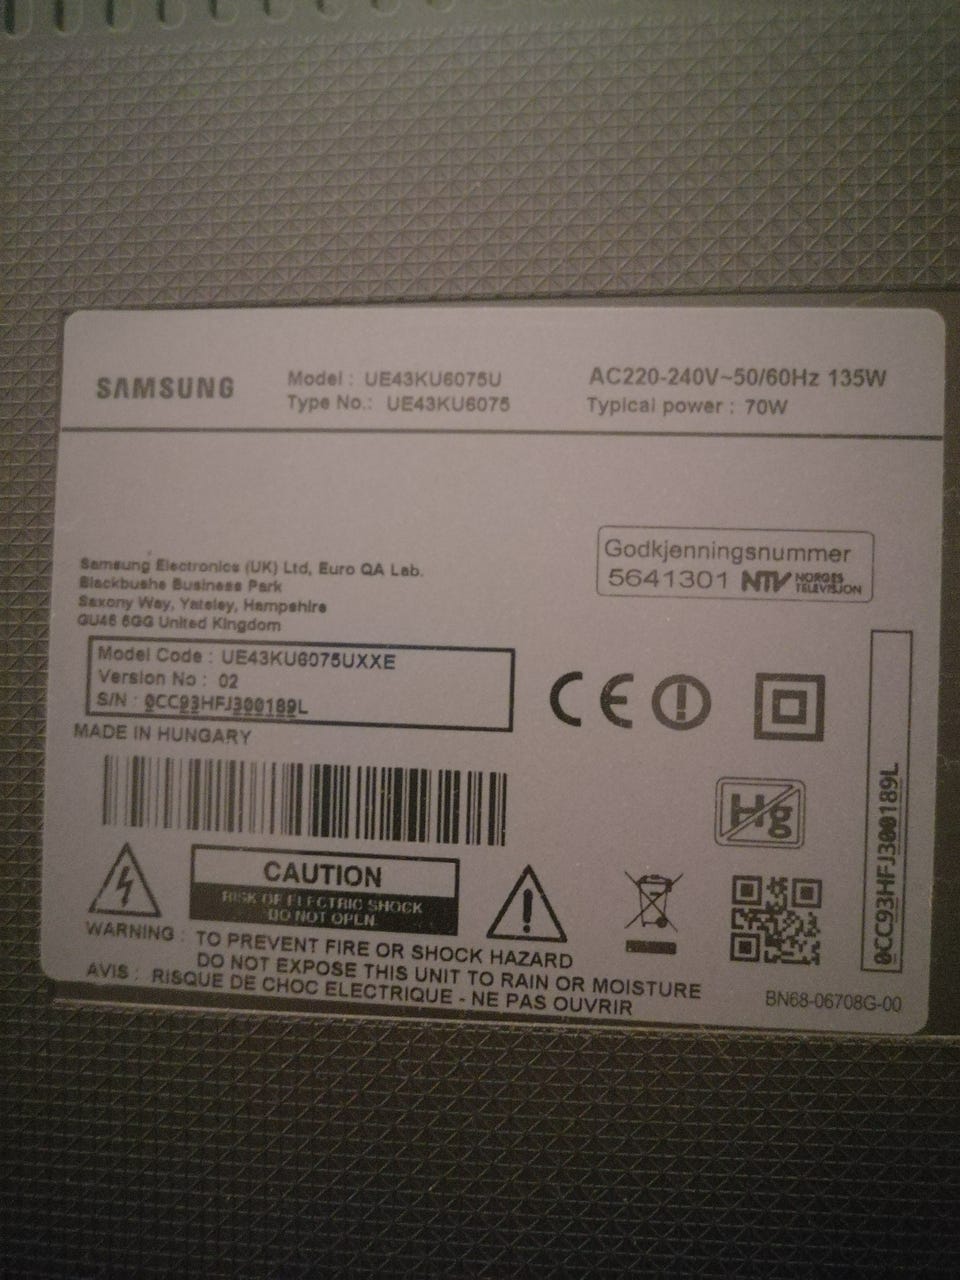 SAMSUNG
Model : UE43KU6075U
Type No.: UE43KU6075
AC220-240V~50/60Hz 135W
Typical power : 70W
Godkjenningsnummer
5641301 NTV NORGES TELEVISJON
Samsung Electronics (UK) Ltd, Euro QA Lab.
Blackbushe Business Park
Saxony Way, Yateley, Hampshire
GU46 6GG United Kingdom
Model Code : UE43KU6075UXXE
Version No : 02
S/N : 0CC93HFJ300189L
MADE IN HUNGARY
CE
Hg
0CC93HFJ300189L
CAUTION
RISK OF ELECTRIC SHOCK
DO NOT OPEN
WARNING : TO PREVENT FIRE OR SHOCK HAZARD
DO NOT EXPOSE THIS UNIT TO RAIN OR MOISTURE
AVIS : RISQUE DE CHOC ELECTRIQUE - NE PAS OUVRIR
BN68-06708G-00